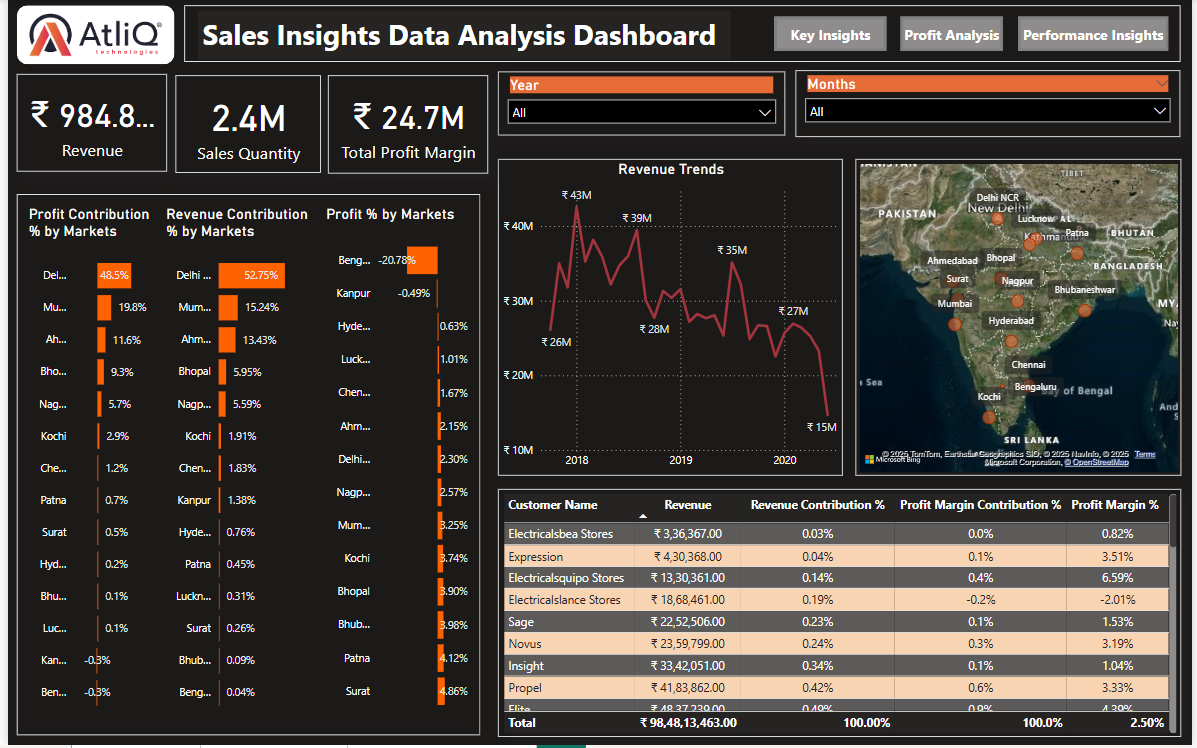 AtliQ
technologies
Sales Insights Data Analysis Dashboard
Key Insights
Profit Analysis
Performance Insights
₹ 984.8...
Revenue
2.4M
Sales Quantity
₹ 24.7M
Total Profit Margin
Year
All
Months
All
Profit Contribution
% by Markets
Del... 48.5%
Mu... 19.8%
Ah... 11.6%
Bho... 9.3%
Nag... 5.7%
Kochi 2.9%
Che... 1.2%
Patna 0.7%
Surat 0.5%
Hyd... 0.2%
Bhu... 0.1%
Luc... 0.1%
Kan... -0.3%
Ben... -0.3%
Revenue Contribution
% by Markets
Delhi ... 52.75%
Mum... 15.24%
Ahm... 13.43%
Bhopal 5.95%
Nagp... 5.59%
Kochi 1.91%
Chen... 1.83%
Kanpur 1.38%
Hyde... 0.76%
Patna 0.45%
Luckn... 0.31%
Surat 0.26%
Bhub... 0.09%
Beng... 0.04%
Profit % by Markets
Beng... -20.78%
Kanpur -0.49%
Hyde... 0.63%
Luck... 1.01%
Chen... 1.67%
Ahm... 2.15%
Delhi... 2.30%
Nagp... 2.57%
Mum... 3.25%
Kochi 3.74%
Bhopal 3.90%
Bhub... 3.98%
Patna 4.12%
Surat 4.86%
Revenue Trends
₹ 43M
₹ 40M
₹ 39M
₹ 35M
₹ 30M
₹ 28M
₹ 27M
₹ 26M
₹ 20M
₹ 15M
₹ 10M
2018 2019 2020
TIBET
Delhi NCR
New Delhi
PAKISTAN
Lucknow
Kathmandu
Patna
BHUTAN
Ahmedabad
Bhopal
BANGLADESH
Surat
Nagpur
Bhubaneshwar
Mumbai
Hyderabad
Chennai
Bengaluru
Bay of Bengal
Kochi
SRI LANKA
© 2025 TomTom, Earthstar Geographics SIO, © 2025 NavInfo, © 2025
Microsoft Bing
Microsoft Corporation, © OpenStreetMap
Terms
Customer Name Revenue Revenue Contribution % Profit Margin Contribution % Profit Margin %
Electricalsbea Stores ₹ 3,36,367.00 0.03% 0.0% 0.82%
Expression ₹ 4,30,368.00 0.04% 0.1% 3.51%
Electricalsquipo Stores ₹ 13,30,361.00 0.14% 0.4% 6.59%
Electricalslance Stores ₹ 18,68,461.00 0.19% -0.2% -2.01%
Sage ₹ 22,52,506.00 0.23% 0.1% 1.53%
Novus ₹ 23,59,799.00 0.24% 0.3% 3.19%
Insight ₹ 33,42,051.00 0.34% 0.1% 1.04%
Propel ₹ 41,83,862.00 0.42% 0.6% 3.33%
Elite ₹ 48,37,239.00 0.49% 0.9% 4.39%
Total ₹ 98,48,13,463.00 100.00% 100.0% 2.50%